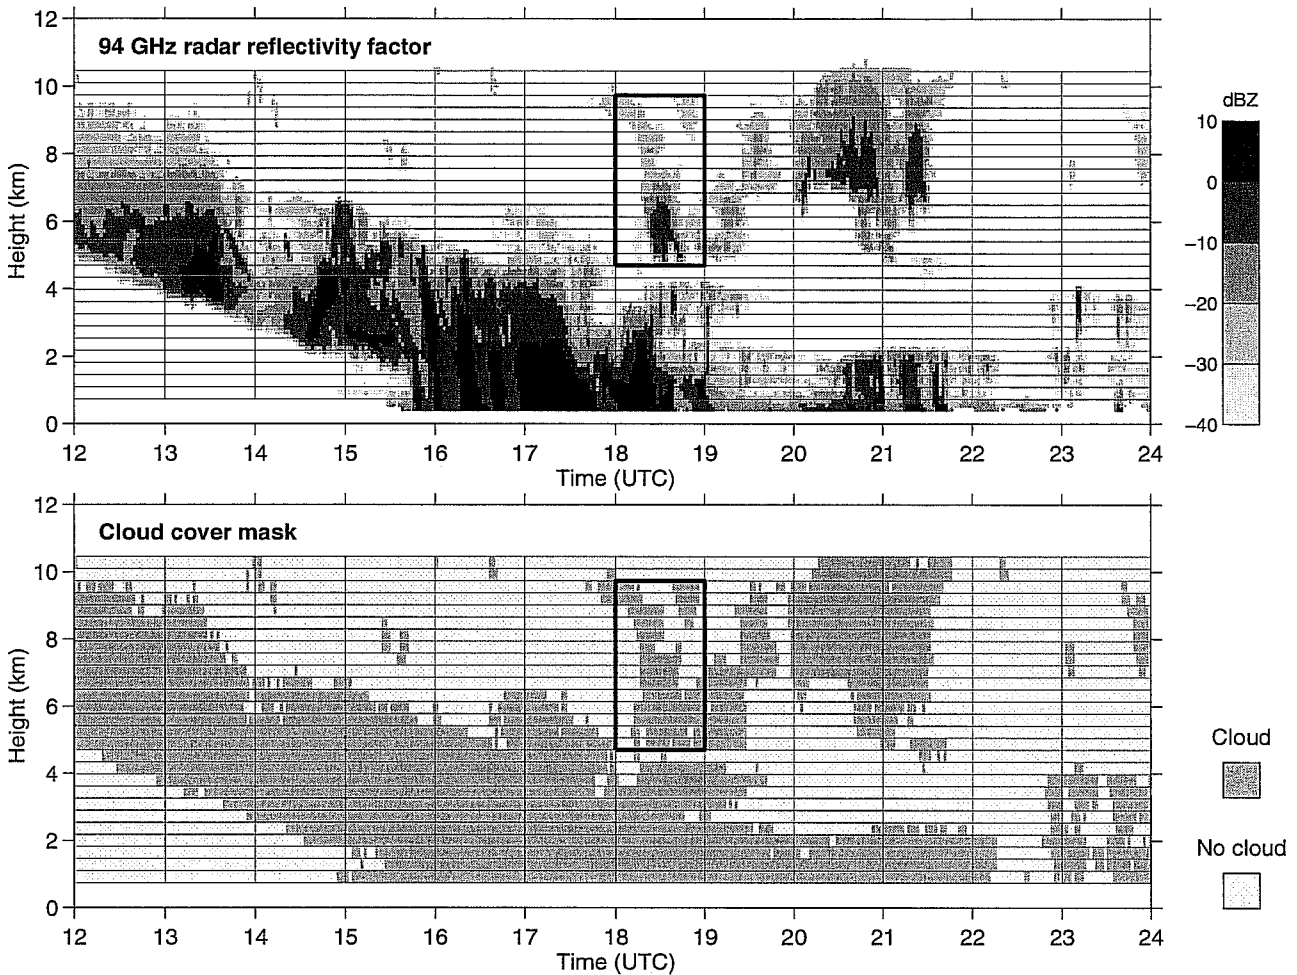 94 GHz radar reflectivity factor
12
10
8
6
4
2
0
Height (km)
12 13 14 15 16 17 18 19 20 21 22 23 24
Time (UTC)
dBZ
10
0
−10
−20
−30
−40
Cloud cover mask
12
10
8
6
4
2
0
Height (km)
12 13 14 15 16 17 18 19 20 21 22 23 24
Time (UTC)
Cloud
No cloud